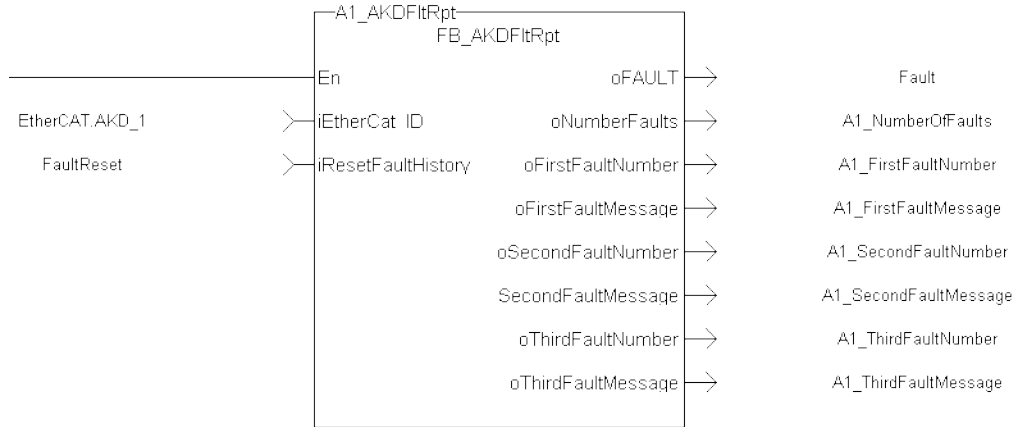 A1_AKDFltRpt
FB_AKDFltRpt
En oFAULT Fault
EtherCAT.AKD_1 iEtherCat_ID oNumberFaults A1_NumberOfFaults
FaultReset iResetFaultHistory oFirstFaultNumber A1_FirstFaultNumber
oFirstFaultMessage A1_FirstFaultMessage
oSecondFaultNumber A1_SecondFaultNumber
SecondFaultMessage A1_SecondFaultMessage
oThirdFaultNumber A1_ThirdFaultNumber
oThirdFaultMessage A1_ThirdFaultMessage